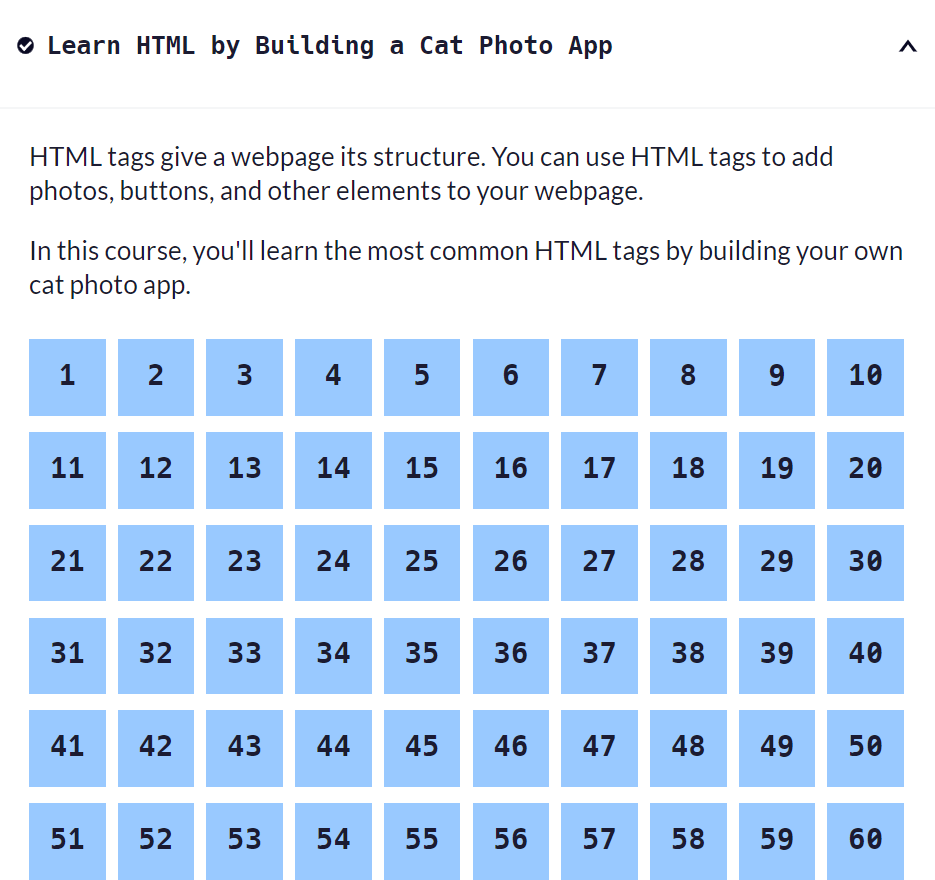 Learn HTML by Building a Cat Photo App
HTML tags give a webpage its structure. You can use HTML tags to add
photos, buttons, and other elements to your webpage.
In this course, you'll learn the most common HTML tags by building your own
cat photo app.
1 2 3 4 5 6 7 8 9 10
11 12 13 14 15 16 17 18 19 20
21 22 23 24 25 26 27 28 29 30
31 32 33 34 35 36 37 38 39 40
41 42 43 44 45 46 47 48 49 50
51 52 53 54 55 56 57 58 59 60